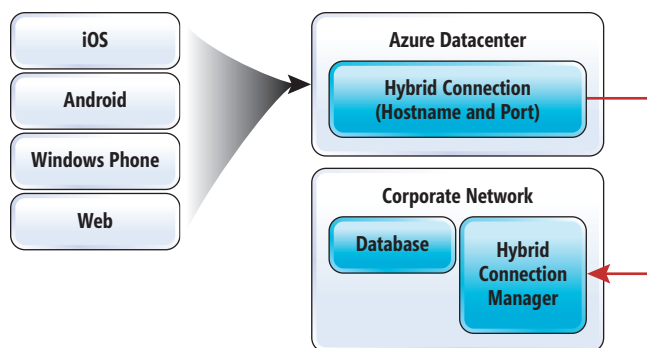 iOS
Android
Windows Phone
Web
Azure Datacenter
Hybrid Connection
(Hostname and Port)
Corporate Network
Database
Hybrid
Connection
Manager